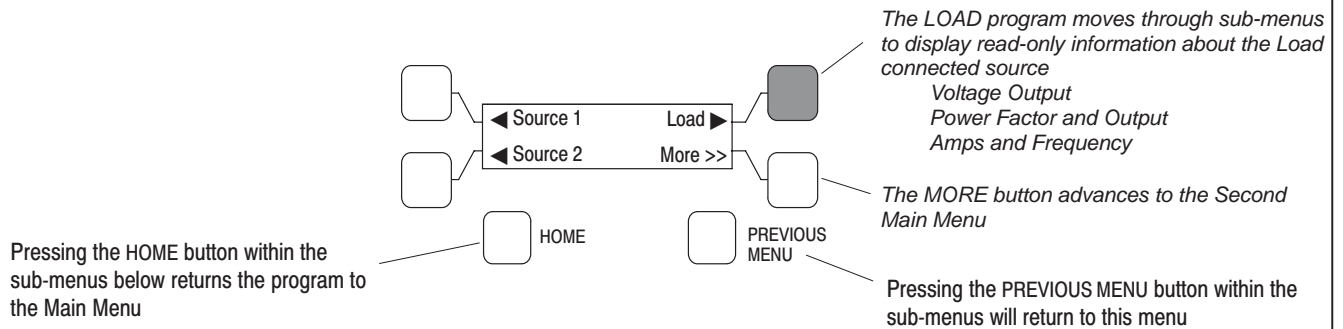 The LOAD program moves through sub-menus
to display read-only information about the Load
connected source
Voltage Output
Power Factor and Output
Amps and Frequency
◀ Source 1 Load ▶
◀ Source 2 More >>
The MORE button advances to the Second
Main Menu
HOME
PREVIOUS
MENU
Pressing the HOME button within the
sub-menus below returns the program to
the Main Menu
Pressing the PREVIOUS MENU button within the
sub-menus will return to this menu